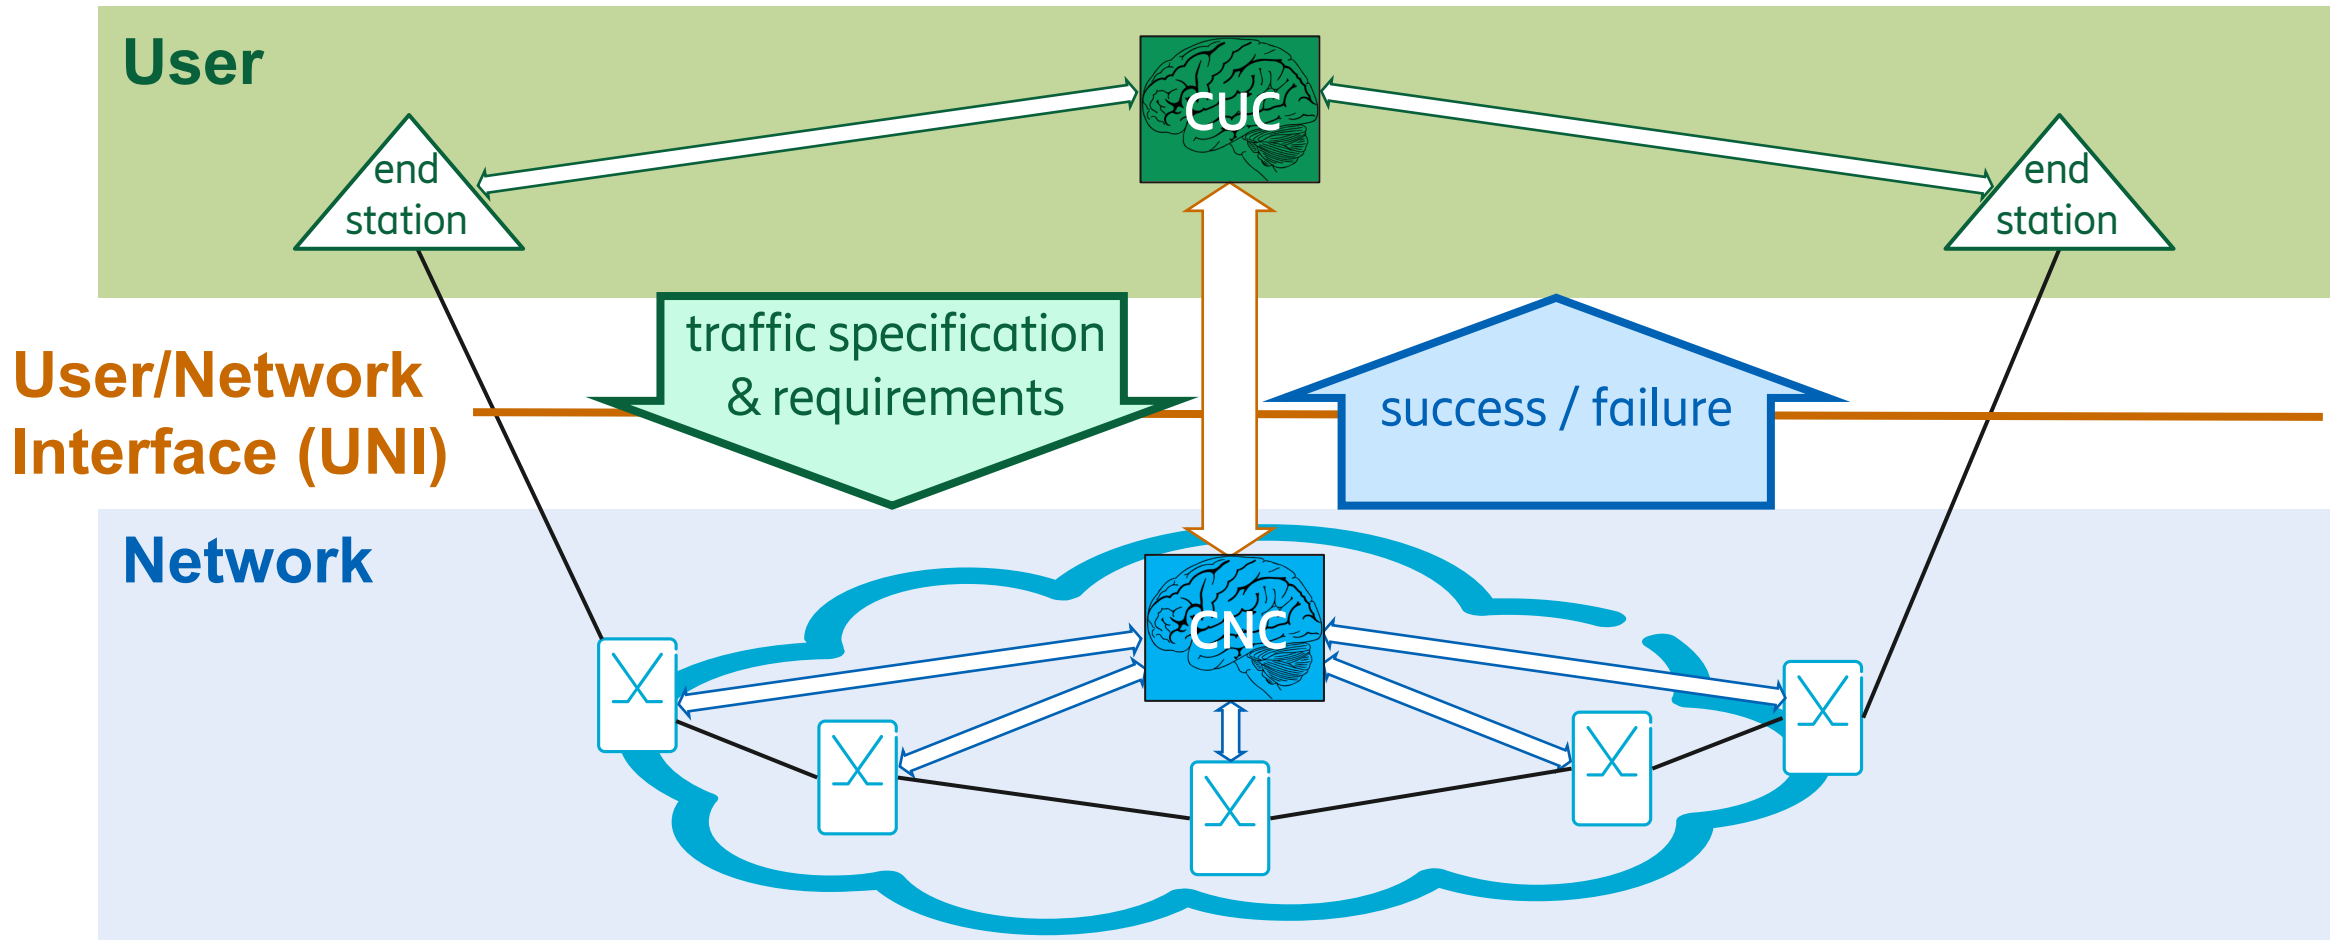 User
CUC
end
station
end
station
traffic specification
& requirements
User/Network
Interface (UNI)
success / failure
Network
CNC